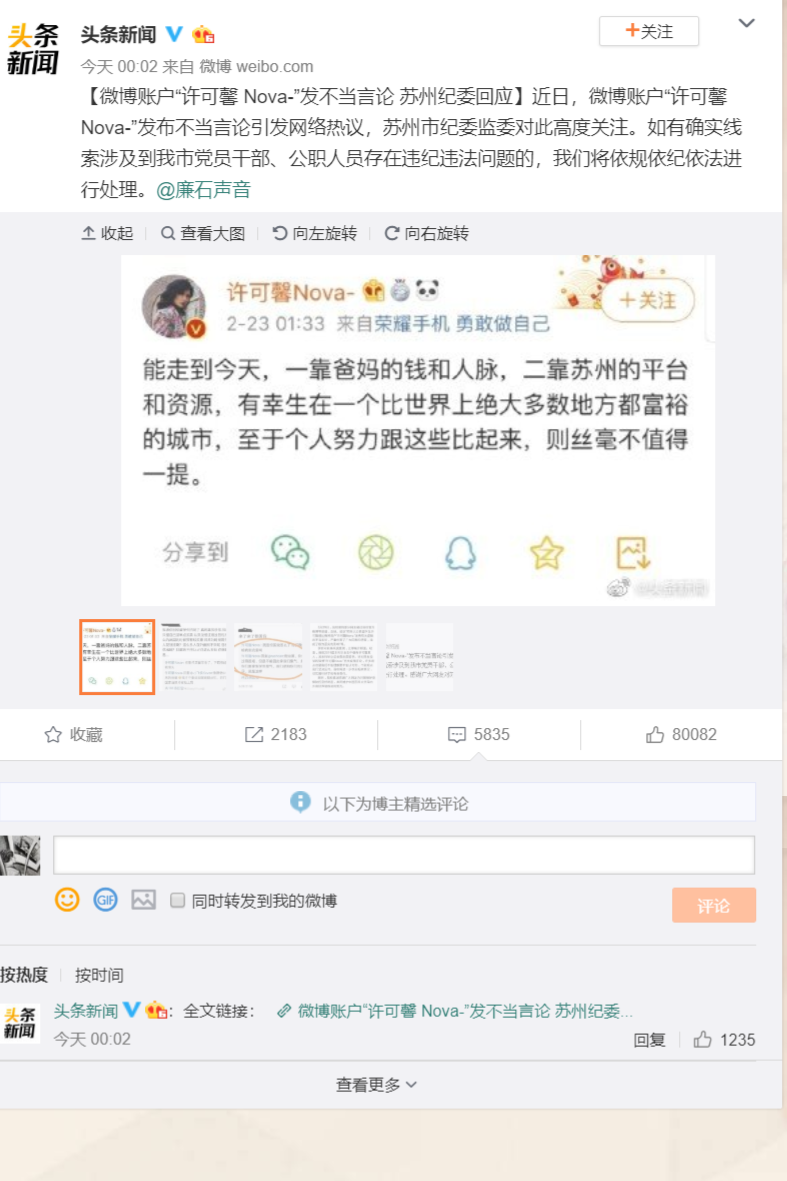 头条
新闻
头条新闻
+关注
今天 00:02 来自 微博 weibo.com
【微博账户“许可馨 Nova-”发不当言论 苏州纪委回应】近日，微博账户“许可馨
Nova-”发布不当言论引发网络热议，苏州市纪委监委对此高度关注。如有确实线
索涉及到我市党员干部、公职人员存在违纪违法问题的，我们将依规依纪依法进
行处理。@廉石声音
收起 查看大图 向左旋转 向右旋转
许可馨Nova-
+关注
2-23 01:33 来自荣耀手机 勇敢做自己
能走到今天，一靠爸妈的钱和人脉，二靠苏州的平台
和资源，有幸生在一个比世界上绝大多数地方都富裕
的城市，至于个人努力跟这些比起来，则丝毫不值得
一提。
分享到
@头条新闻
收藏 2183 5835 80082
以下为博主精选评论
GIF 同时转发到我的微博 评论
按热度 按时间
头条
新闻
头条新闻：全文链接： 微博账户“许可馨 Nova-”发不当言论 苏州纪委...
今天 00:02
回复 1235
查看更多